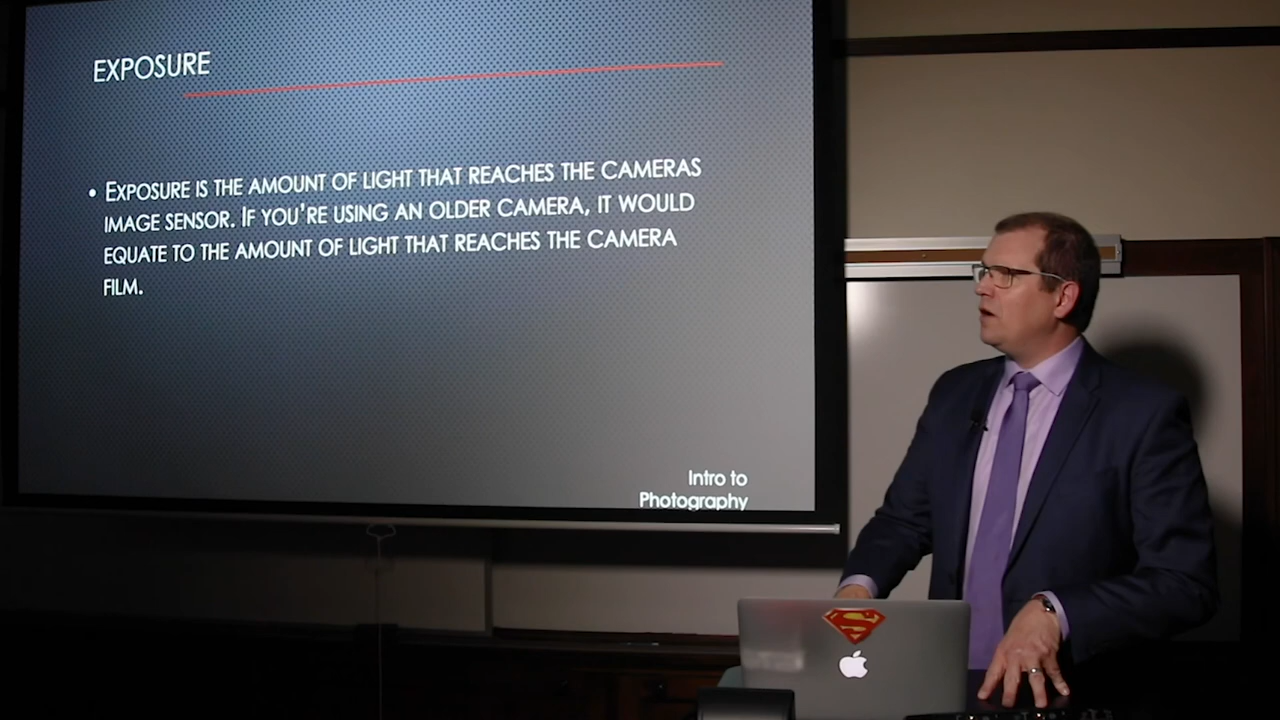 EXPOSURE
• EXPOSURE IS THE AMOUNT OF LIGHT THAT REACHES THE CAMERAS
IMAGE SENSOR. IF YOU'RE USING AN OLDER CAMERA, IT WOULD
EQUATE TO THE AMOUNT OF LIGHT THAT REACHES THE CAMERA
FILM.
Intro to
Photography